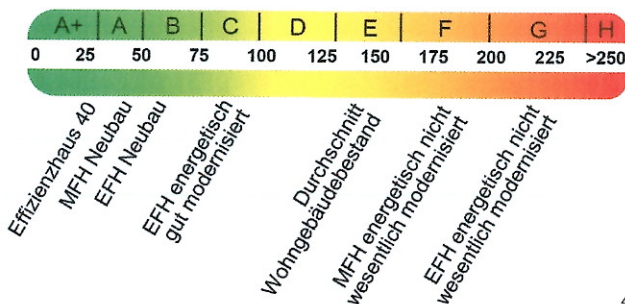 A+ A B C D E F G H
0 25 50 75 100 125 150 175 200 225 >250
Effizienzhaus 40
MFH Neubau
EFH Neubau
EFH energetisch
gut modernisiert
Durchschnitt
Wohngebäudebestand
MFH energetisch nicht
wesentlich modernisiert
EFH energetisch nicht
wesentlich modernisiert